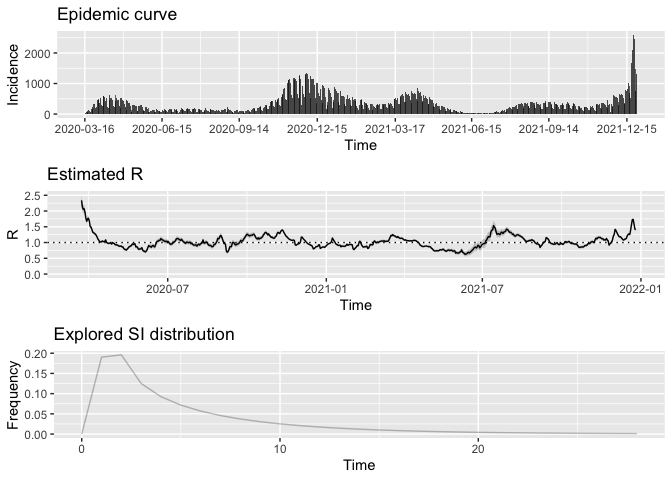 Epidemic curve
Incidence
2000
1000
0
2020-03-16 2020-06-15 2020-09-14 2020-12-15 2021-03-17 2021-06-15 2021-09-14 2021-12-15
Time
Estimated R
R
2.5
2.0
1.5
1.0
0.5
0.0
2020-07 2021-01 2021-07 2022-01
Time
Explored SI distribution
Frequency
0.20
0.15
0.10
0.05
0.00
0 10 20
Time